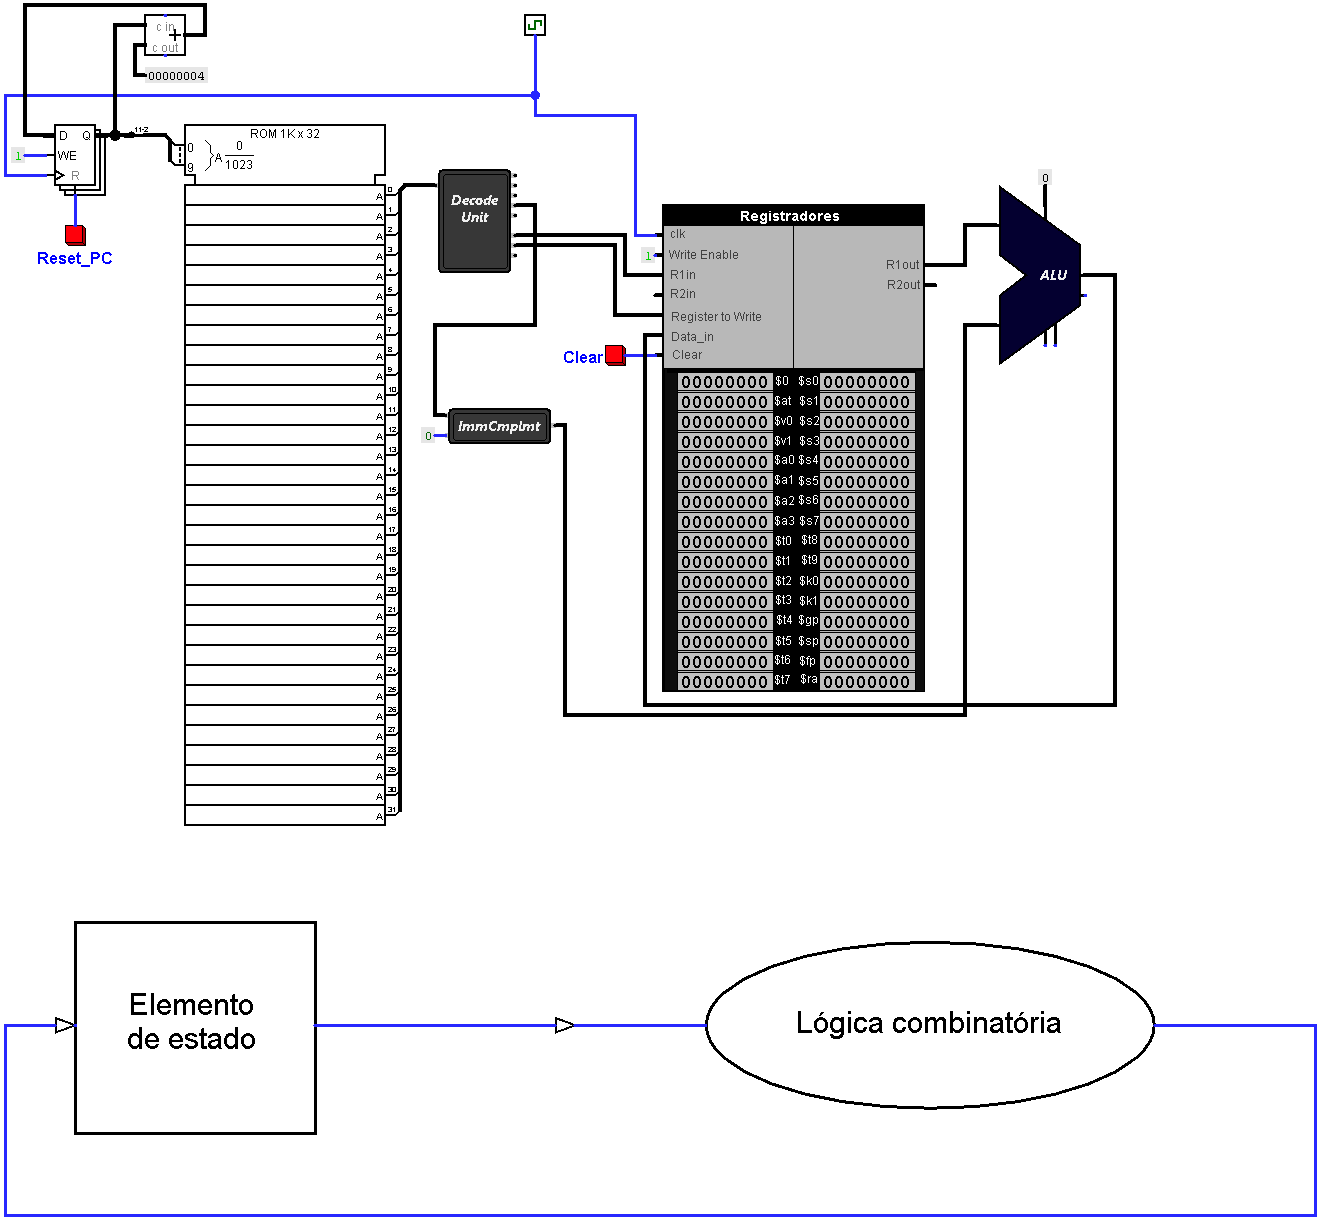 c in
+
c out
00000004
D Q
WE
R
1
Reset_PC
11-2
ROM 1K x 32
0
9
A
0
1023
A 0
A 1
A 2
A 3
A 4
A 5
A 6
A 7
A 8
A 9
A 10
A 11
A 12
A 13
A 14
A 15
A 16
A 17
A 18
A 19
A 20
A 21
A 22
A 23
A 24
A 25
A 26
A 27
A 28
A 29
A 30
A 31
Decode
Unit
0
ImmCmplmt
Registradores
clk
1
Write Enable
R1in
R2in
Register to Write
Data_in
Clear
Clear
R1out
R2out
00000000 $0 $s0 00000000
00000000 $at $s1 00000000
00000000 $v0 $s2 00000000
00000000 $v1 $s3 00000000
00000000 $a0 $s4 00000000
00000000 $a1 $s5 00000000
00000000 $a2 $s6 00000000
00000000 $a3 $s7 00000000
00000000 $t0 $t8 00000000
00000000 $t1 $t9 00000000
00000000 $t2 $k0 00000000
00000000 $t3 $k1 00000000
00000000 $t4 $gp 00000000
00000000 $t5 $sp 00000000
00000000 $t6 $fp 00000000
00000000 $t7 $ra 00000000
0
ALU
Elemento
de estado
Lógica combinatória